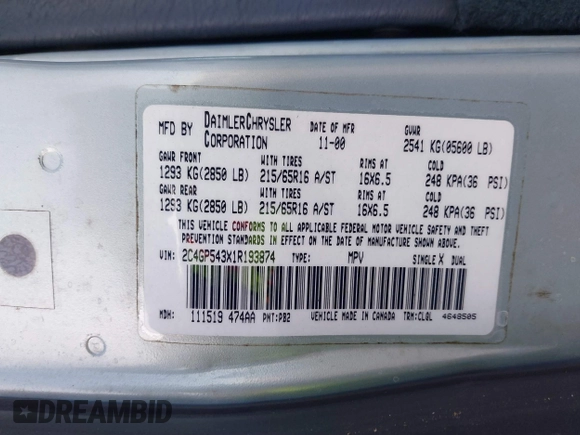 MFD BY DAIMLERCHRYSLER CORPORATION DATE OF MFR 11-00 GVWR 2541 KG(05600 LB)
GAWR FRONT WITH TIRES RIMS AT COLD
1293 KG(2850 LB) 215/65R16 A/ST 16X6.5 248 KPA(36 PSI)
GAWR REAR WITH TIRES RIMS AT COLD
1293 KG(2850 LB) 215/65R16 A/ST 16X6.5 248 KPA(36 PSI)
THIS VEHICLE CONFORMS TO ALL APPLICABLE FEDERAL MOTOR VEHICLE SAFETY AND THEFT
PREVENTION STANDARDS IN EFFECT ON THE DATE OF MANUFACTURE SHOWN ABOVE.
VIN: 2C4GP543X1R193874 TYPE: MPV SINGLE X DUAL
MDH: 111519 474AA PNT:PB2 VEHICLE MADE IN CANADA TRM:CLQL 4648505
DREAMBID